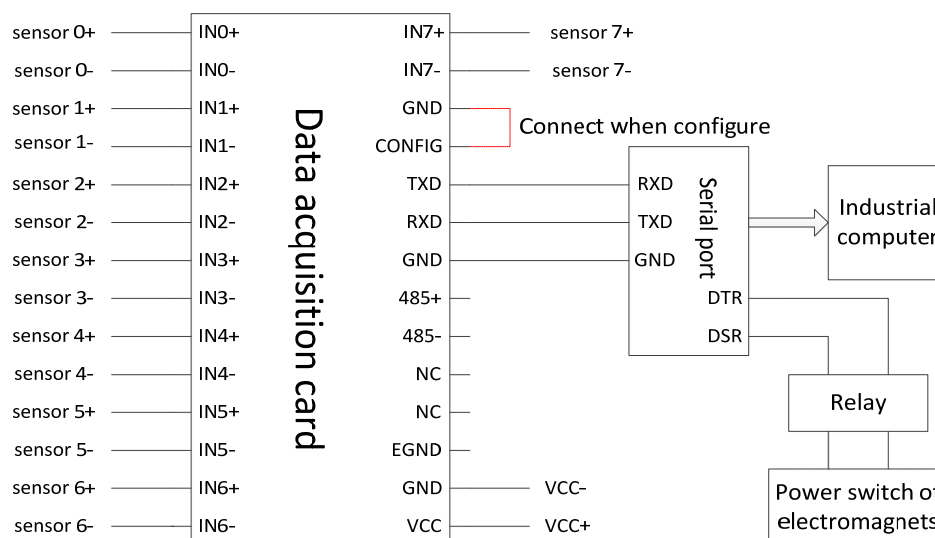 sensor 0+ IN0+ IN7+ sensor 7+
sensor 0- IN0- IN7- sensor 7-
sensor 1+ IN1+ GND
Connect when configure
sensor 1- IN1- CONFIG
sensor 2+ IN2+ TXD RXD
sensor 2- IN2- RXD TXD
sensor 3+ IN3+ GND GND
sensor 3- IN3- 485+ DTR
sensor 4+ IN4+ 485- DSR
sensor 4- IN4- NC
sensor 5+ IN5+ NC
sensor 5- IN5- EGND
sensor 6+ IN6+ GND VCC-
sensor 6- IN6- VCC VCC+
Data acquisition card
Serial port
Industrial
computer
Relay
Power switch of
electromagnets